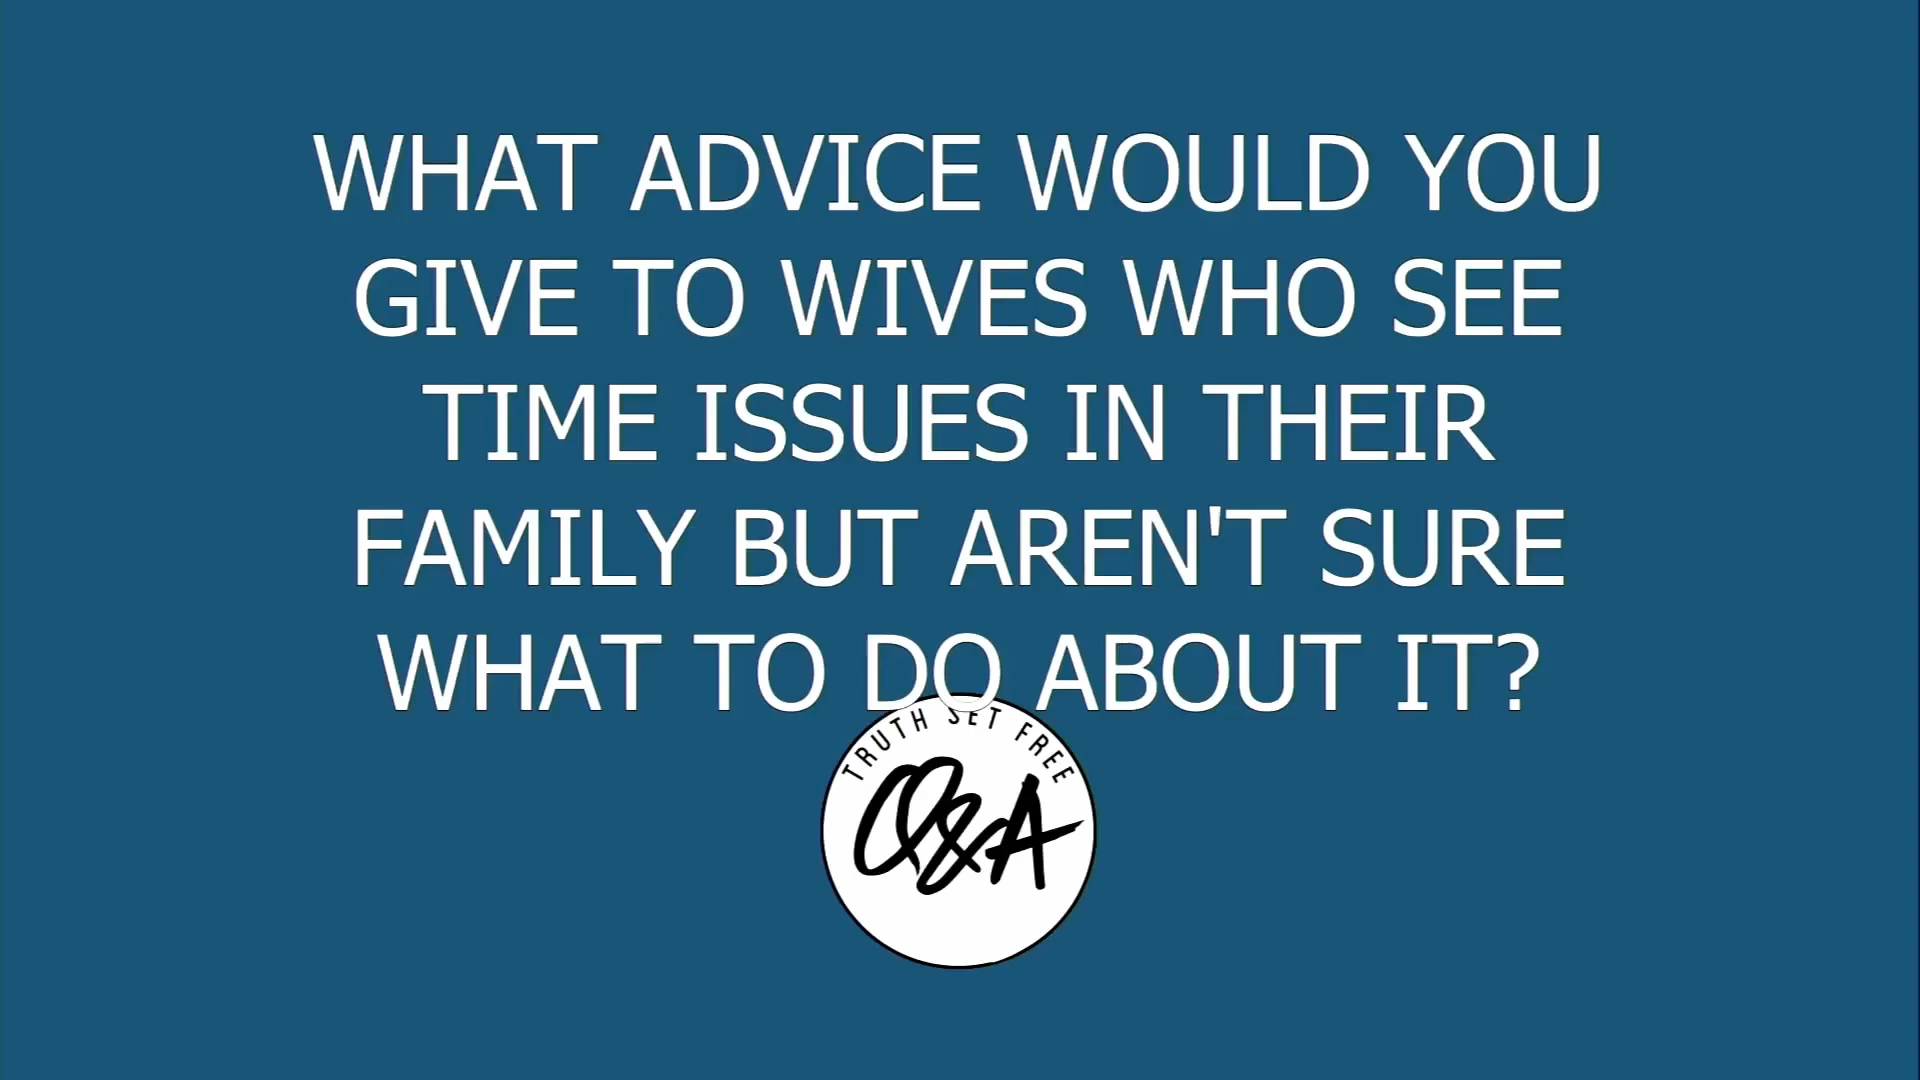 WHAT ADVICE WOULD YOU
GIVE TO WIVES WHO SEE
TIME ISSUES IN THEIR
FAMILY BUT AREN'T SURE
WHAT TO DO ABOUT IT?
TRUTH SET FREE
Q&A